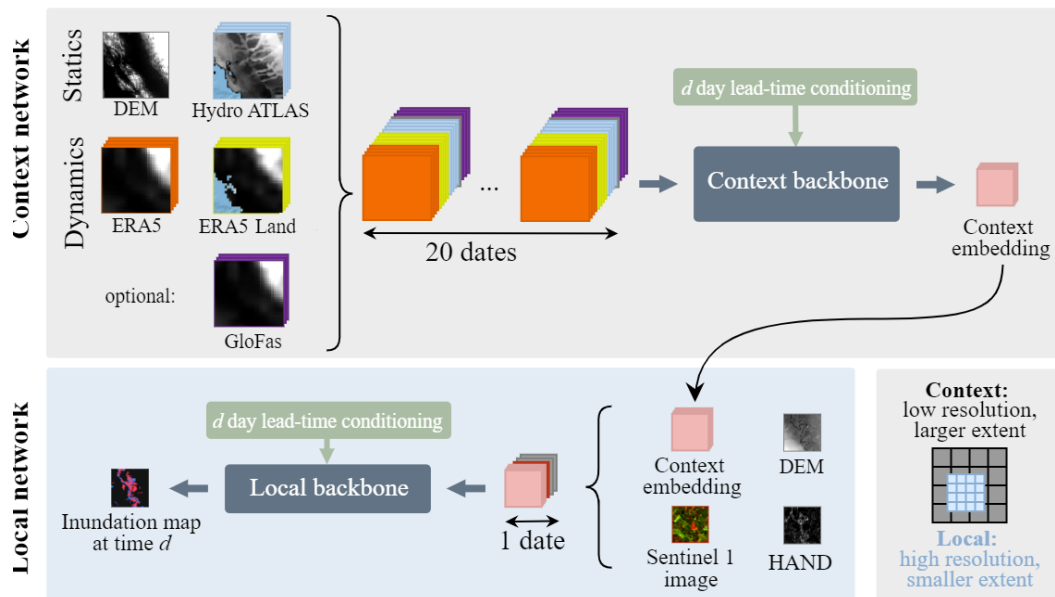 Context network
Statics
DEM
Hydro ATLAS
Dynamics
ERA5
ERA5 Land
optional:
GloFas
...
20 dates
d day lead-time conditioning
Context backbone
Context
embedding
Local network
d day lead-time conditioning
Local backbone
Inundation map
at time d
1 date
Context
embedding
DEM
Sentinel 1
image
HAND
Context:
low resolution,
larger extent
Local:
high resolution,
smaller extent